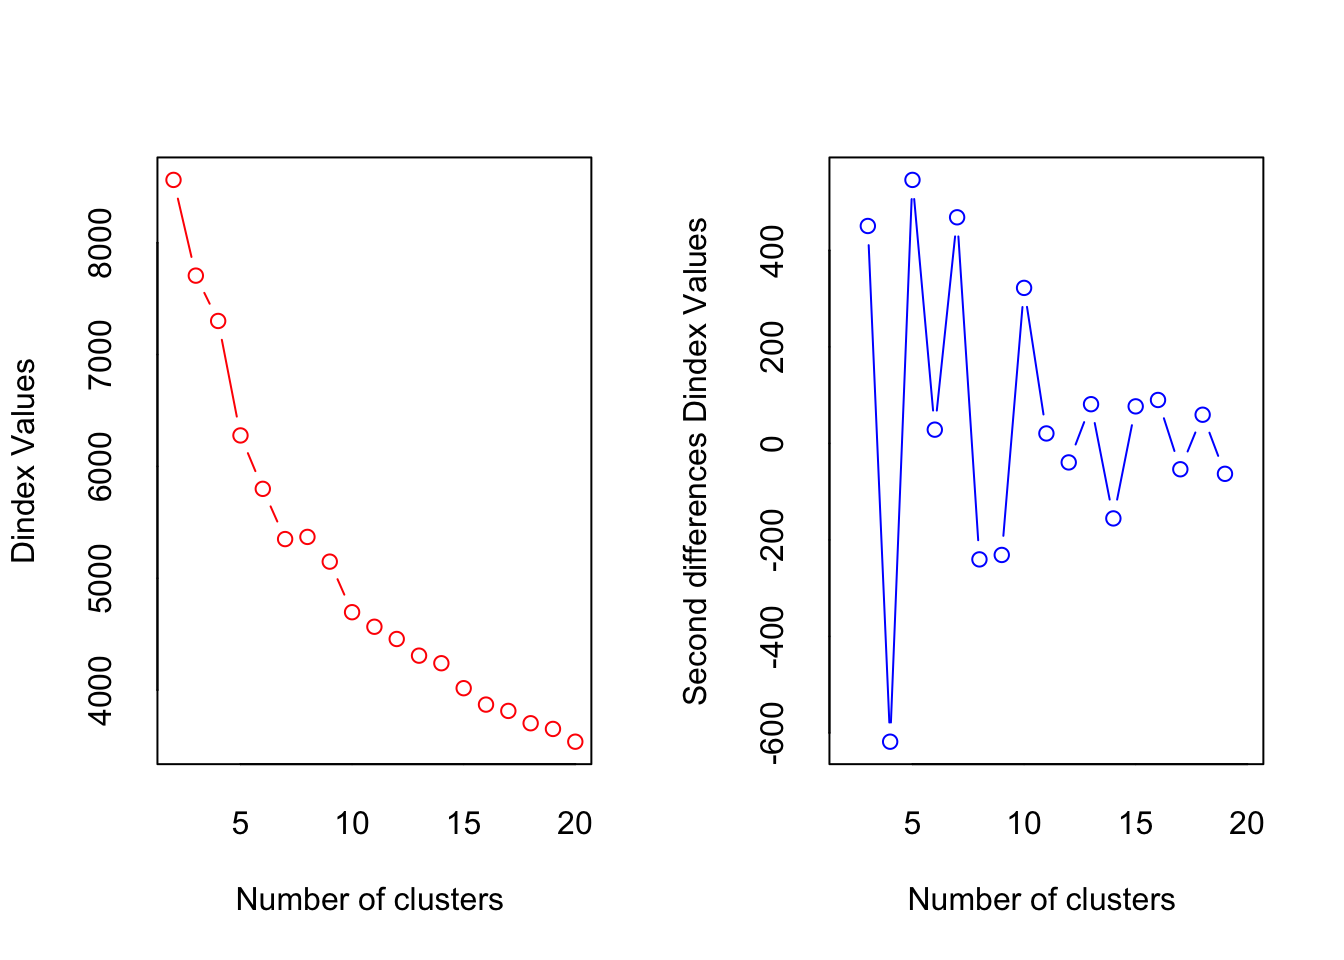 Dindex Values
8000
7000
6000
5000
4000
5 10 15 20
Number of clusters
Second differences Dindex Values
400
200
0
-200
-400
-600
5 10 15 20
Number of clusters